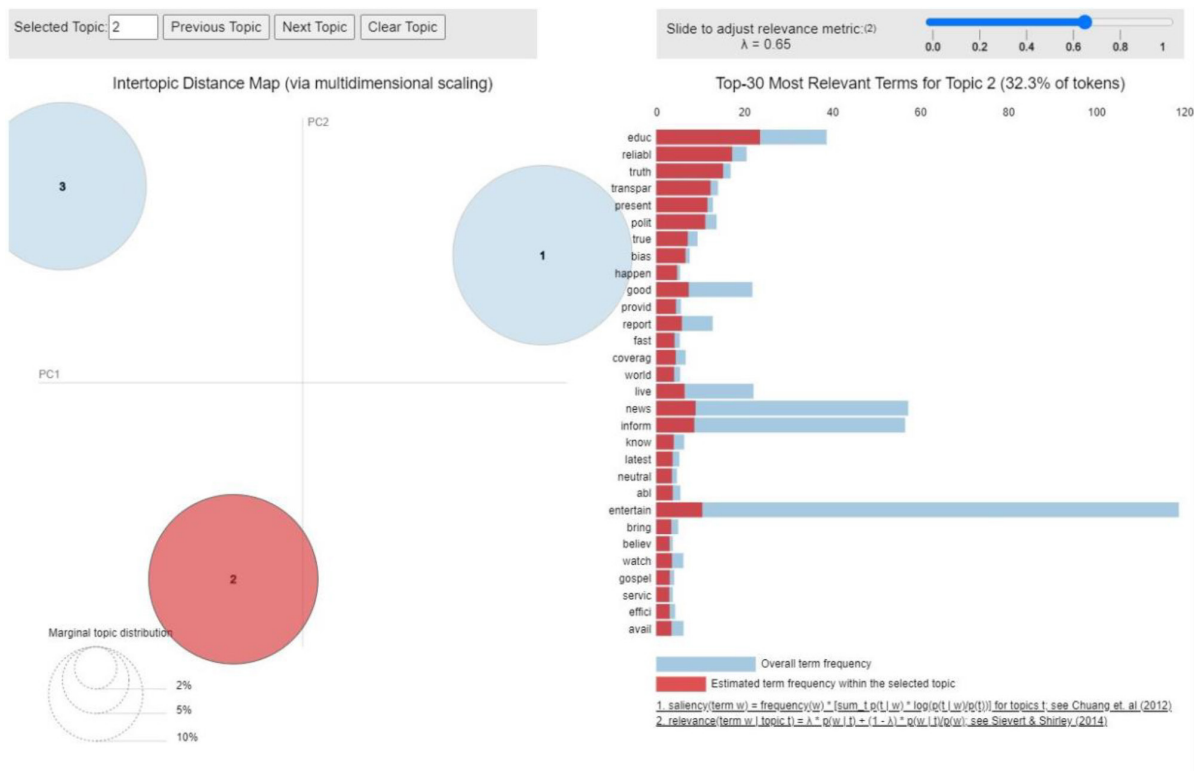 Selected Topic: 2 Previous Topic Next Topic Clear Topic
Slide to adjust relevance metric:(2)
λ = 0.65
0.0 0.2 0.4 0.6 0.8 1
Intertopic Distance Map (via multidimensional scaling)
PC2
PC1
3
1
2
Marginal topic distribution
2%
5%
10%
Top-30 Most Relevant Terms for Topic 2 (32.3% of tokens)
0 20 40 60 80 100 120
educ
reliabl
truth
transpar
present
polit
true
bias
happen
good
provid
report
fast
coverag
world
live
news
inform
know
latest
neutral
abl
entertain
bring
believ
watch
gospel
servic
effici
avail
Overall term frequency
Estimated term frequency within the selected topic
1. saliency(term w) = frequency(w) * [sum_t p(t | w) * log(p(t | w)/p(t))] for topics t; see Chuang et. al (2012)
2. relevance(term w | topic t) = λ * p(w | t) + (1 - λ) * p(w | t)/p(w); see Sievert & Shirley (2014)